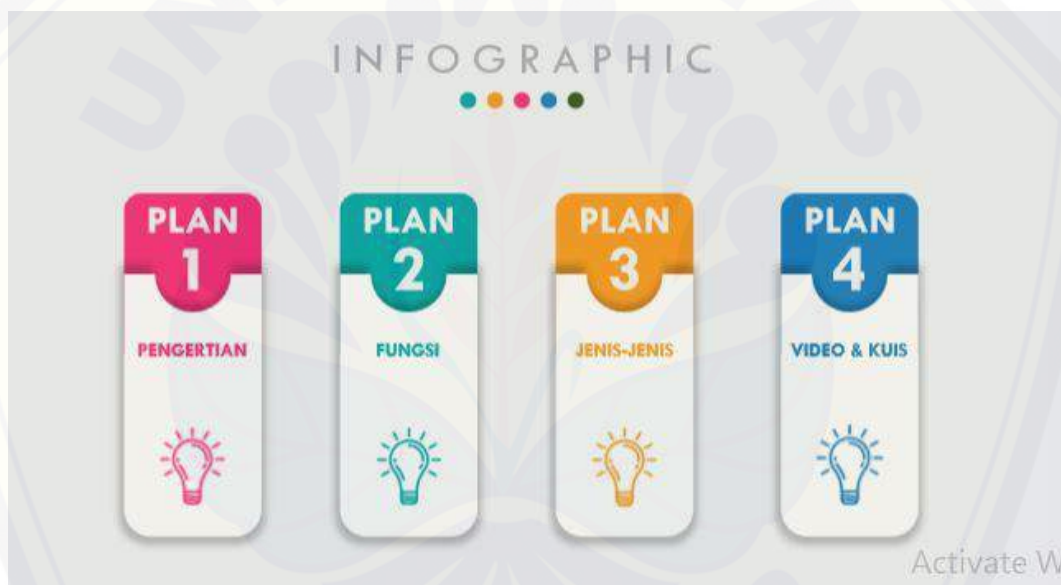 INFOGRAPHIC
PLAN
1
PENGERTIAN
PLAN
2
FUNGSI
PLAN
3
JENIS-JENIS
PLAN
4
VIDEO & KUIS
Activate W